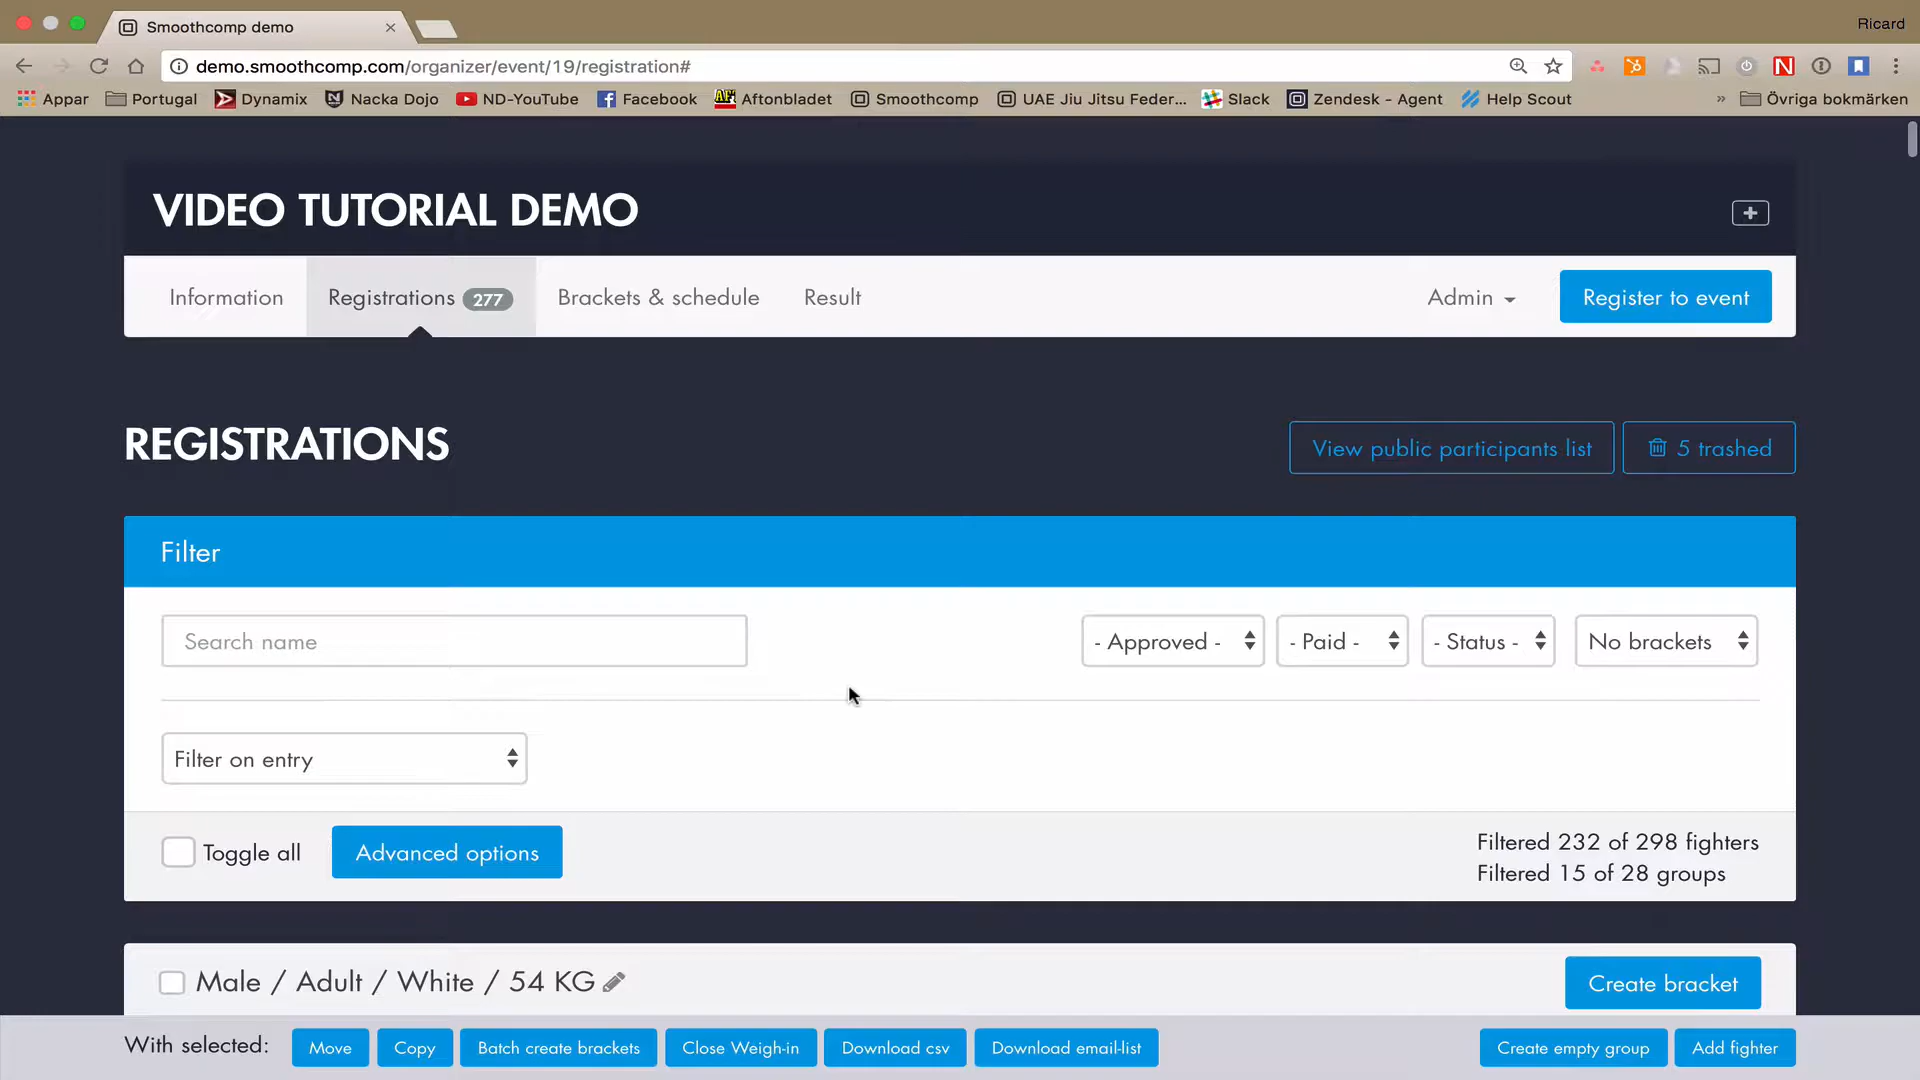 Smoothcomp demo
Ricard
demo.smoothcomp.com/organizer/event/19/registration#
Appar Portugal Dynamix Nacka Dojo ND-YouTube Facebook Aftonbladet Smoothcomp UAE Jiu Jitsu Feder... Slack Zendesk - Agent Help Scout » Övriga bokmärken
VIDEO TUTORIAL DEMO
Information Registrations 277 Brackets & schedule Result Admin Register to event
REGISTRATIONS
View public participants list 5 trashed
Filter
Search name - Approved - - Paid - - Status - No brackets
Filter on entry
Toggle all Advanced options
Filtered 232 of 298 fighters
Filtered 15 of 28 groups
Male / Adult / White / 54 KG Create bracket
With selected: Move Copy Batch create brackets Close Weigh-in Download csv Download email-list Create empty group Add fighter